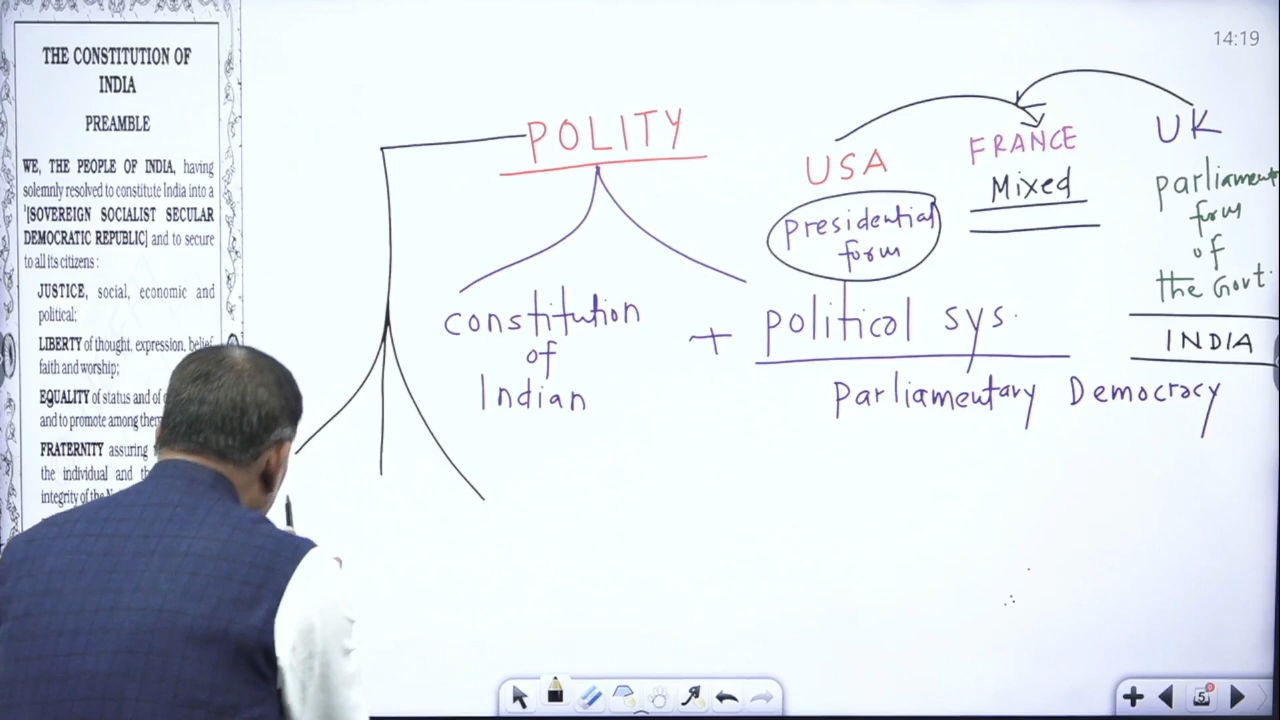 THE CONSTITUTION OF
INDIA
PREAMBLE
WE, THE PEOPLE OF INDIA, having
solemnly resolved to constitute India into a
¹[SOVEREIGN SOCIALIST SECULAR
DEMOCRATIC REPUBLIC] and to secure
to all its citizens :
JUSTICE, social, economic and
political;
LIBERTY of thought, expression, belief,
faith and worship;
EQUALITY of status and of
and to promote among them
FRATERNITY assuring
the individual and
integrity of the
POLITY
constitution
of
Indian
+
political sys.
Parliamentary Democracy
USA
presidential
form
FRANCE
Mixed
UK
parliament
form
of
the Govt.
INDIA
14:19
5